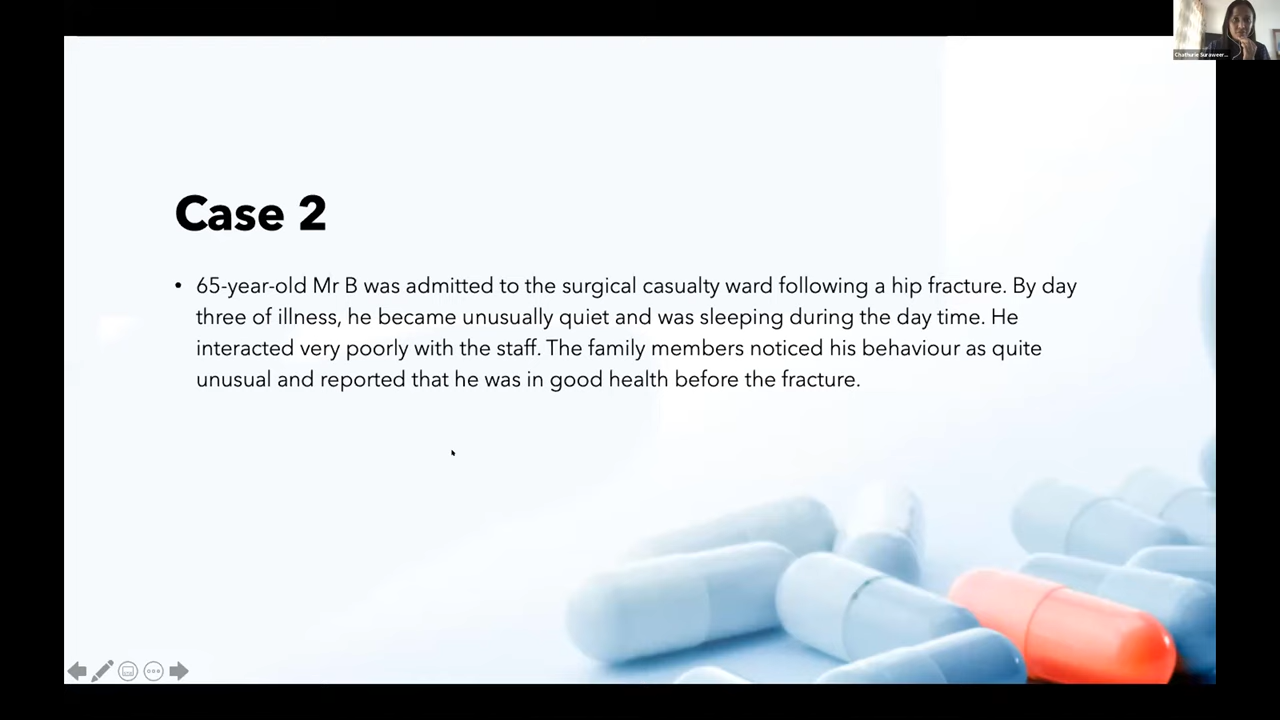 Chathurie Suraweer...
Case 2
• 65-year-old Mr B was admitted to the surgical casualty ward following a hip fracture. By day
three of illness, he became unusually quiet and was sleeping during the day time. He
interacted very poorly with the staff. The family members noticed his behaviour as quite
unusual and reported that he was in good health before the fracture.